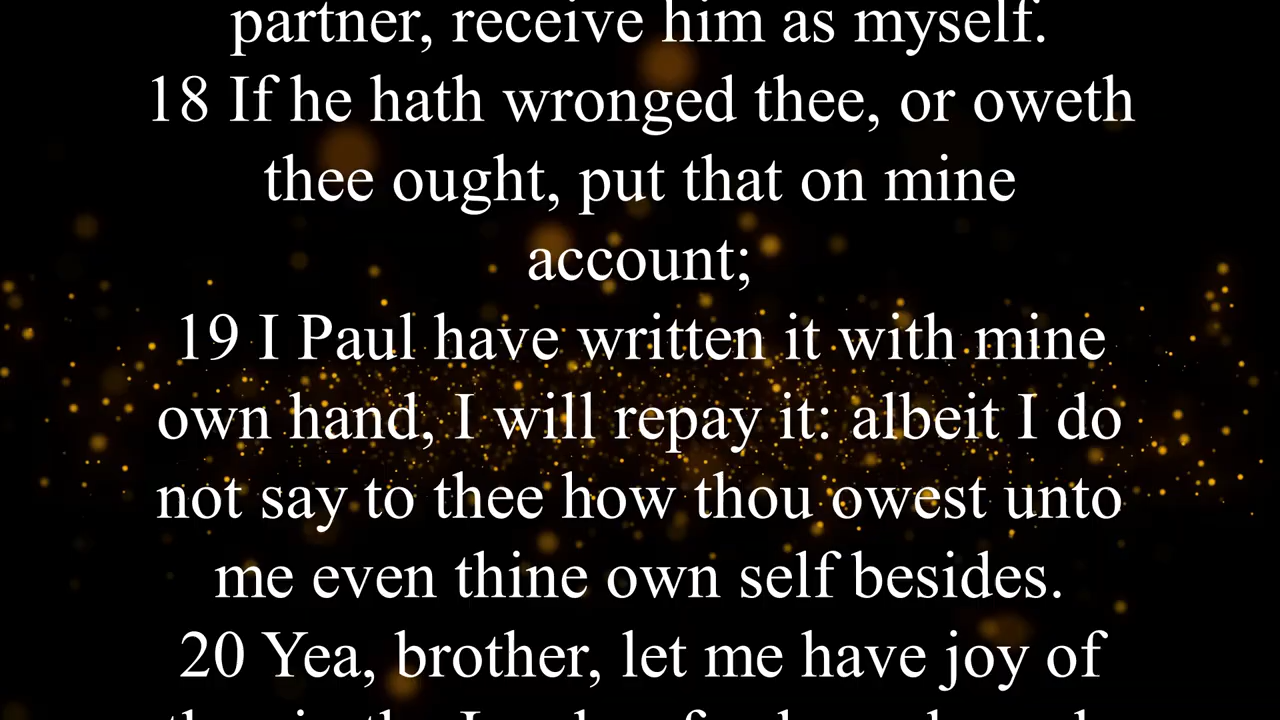 partner, receive him as myself.
18 If he hath wronged thee, or oweth
thee ought, put that on mine
account;
19 I Paul have written it with mine
own hand, I will repay it: albeit I do
not say to thee how thou owest unto
me even thine own self besides.
20 Yea, brother, let me have joy of